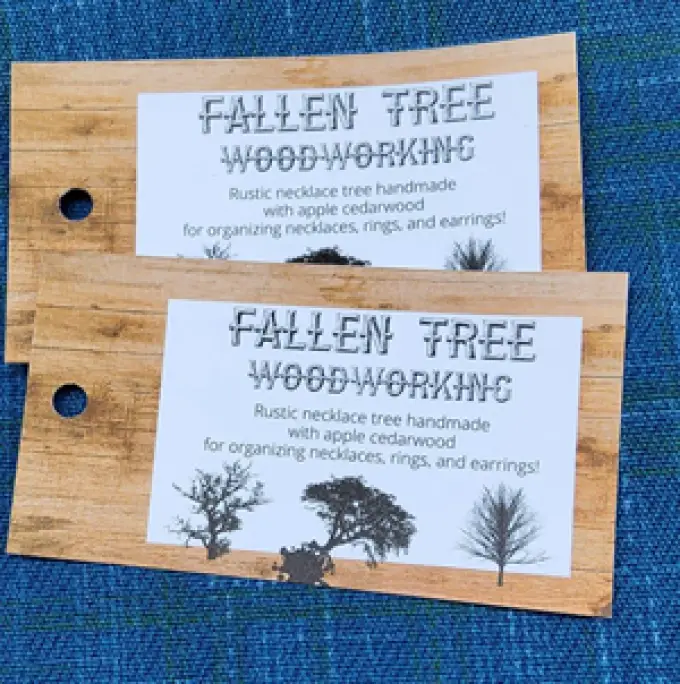 FALLEN TREE
WOODWORKING
Rustic necklace tree handmade
with apple cedarwood
for organizing necklaces, rings, and earrings!
FALLEN TREE
WOODWORKING
Rustic necklace tree handmade
with apple cedarwood
for organizing necklaces, rings, and earrings!